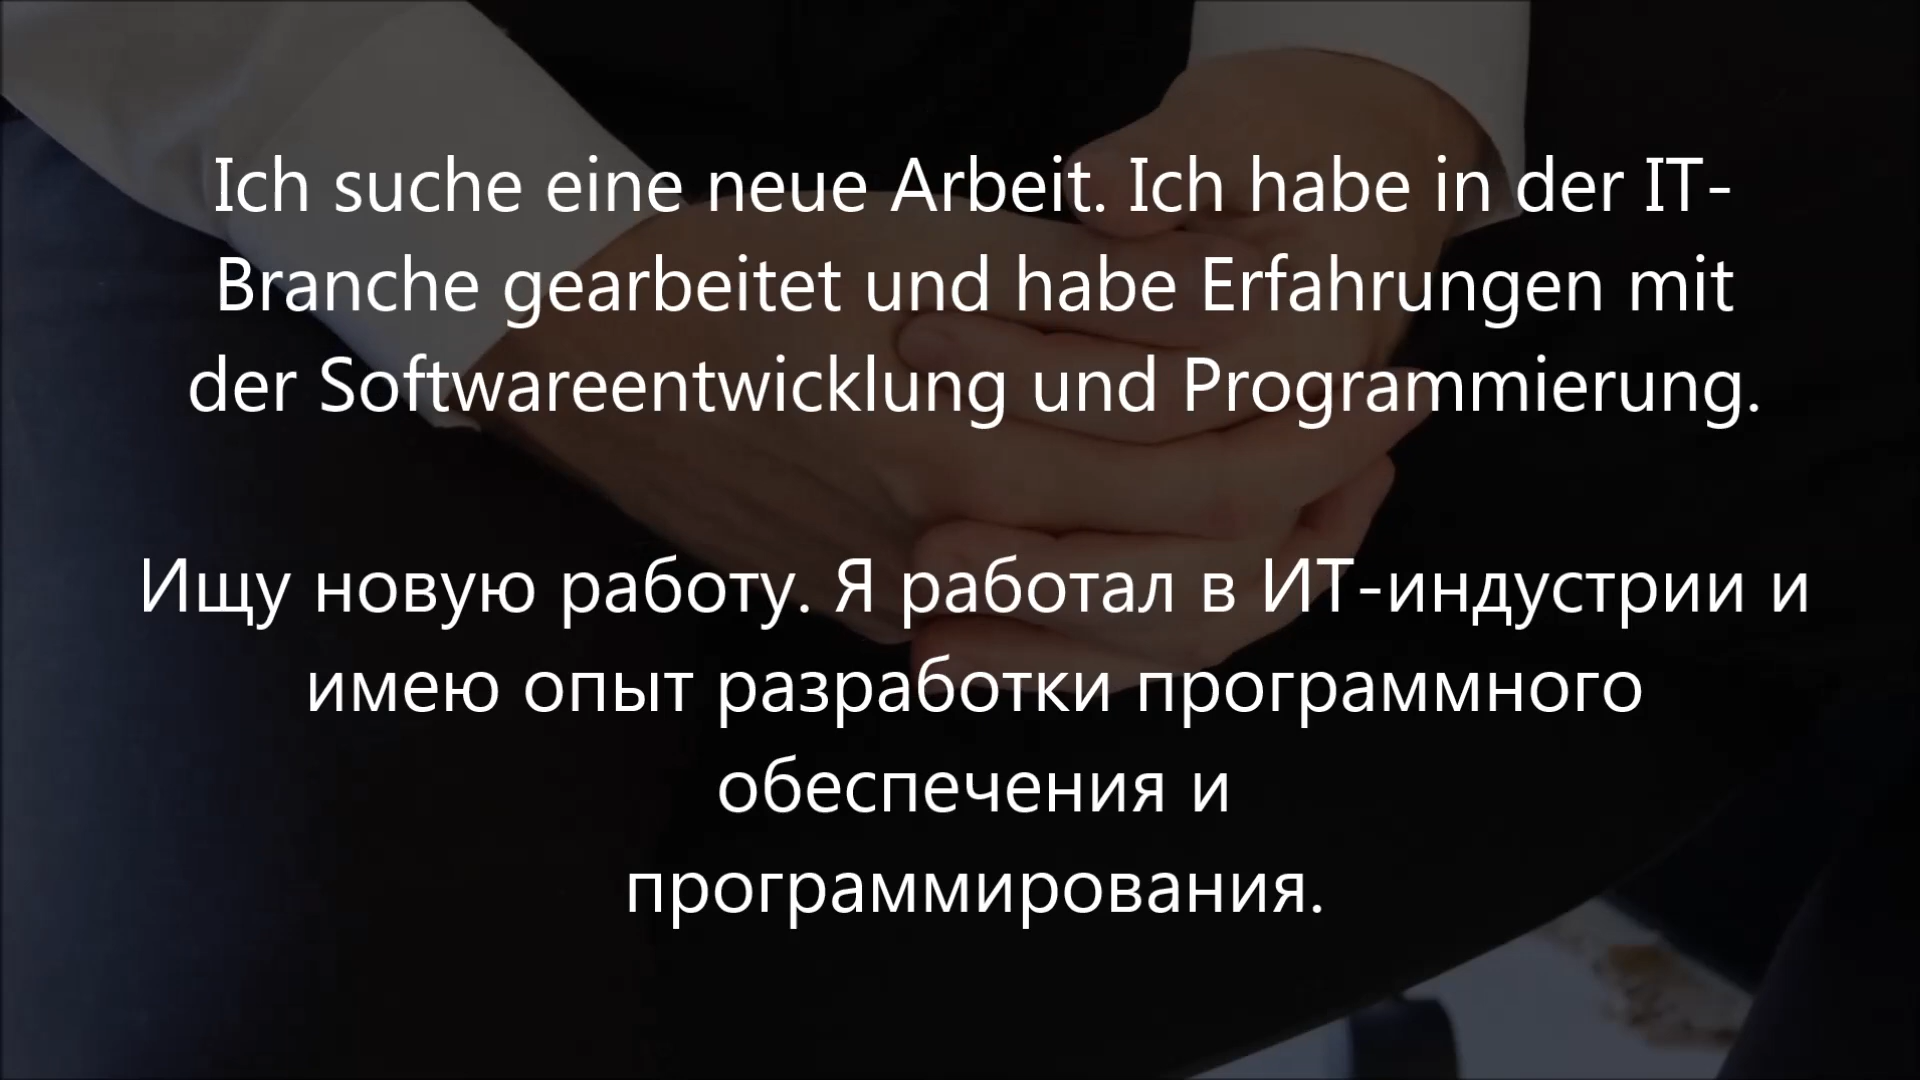 Ich suche eine neue Arbeit. Ich habe in der IT-
Branche gearbeitet und habe Erfahrungen mit
der Softwareentwicklung und Programmierung.
Ищу новую работу. Я работал в ИТ-индустрии и
имею опыт разработки программного
обеспечения и
программирования.